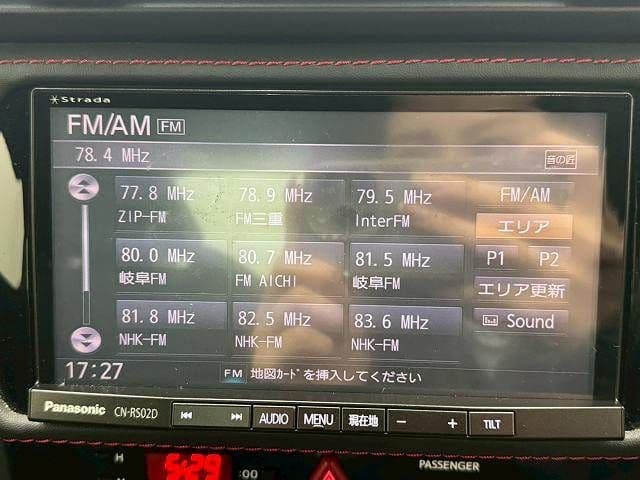 Strada
FM/AM FM
78.4 MHz 音の匠
77.8 MHz 78.9 MHz 79.5 MHz FM/AM
ZIP-FM FM三重 InterFM エリア
80.0 MHz 80.7 MHz 81.5 MHz P1 P2
岐阜FM FM AICHI 岐阜FM エリア更新
81.8 MHz 82.5 MHz 83.6 MHz Sound
NHK-FM NHK-FM NHK-FM
17:27 FM 地図ｶｰﾄﾞを挿入してください
Panasonic CN-RS02D AUDIO MENU 現在地 − + TILT
H 5:29 :00 PASSENGER